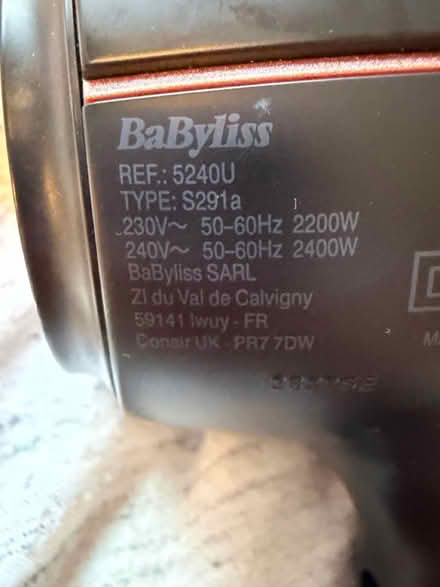 BaByliss
REF.: 5240U
TYPE: S291a
230V~ 50-60Hz 2200W
240V~ 50-60Hz 2400W
BaByliss SARL
ZI du Val de Calvigny
59141 Iwuy - FR
Conair UK - PR7 7DW